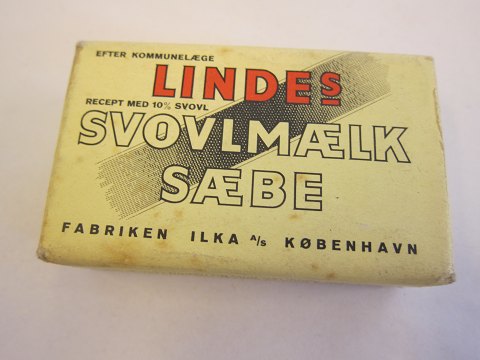 EFTER KOMMUNELÆGE
LINDES
RECEPT MED 10% SVOVL
SVOVLMÆLK
SÆBE
FABRIKEN ILKA A/S KØBENHAVN